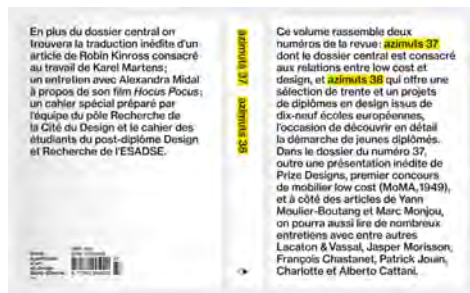 En plus du dossier central on
trouvera la traduction inédite d'un
article de Robin Kinross consacré
au travail de Karel Martens ;
un entretien avec Alexandra Midal
à propos de son film Hocus Pocus ;
un cahier spécial préparé par
l'équipe du pôle Recherche de
la Cité du Design et le cahier des
étudiants du post-diplôme Design
et Recherche de l'ESADSE.
azimuts 37 azimuts 38
Ce volume rassemble deux
numéros de la revue : azimuts 37
dont le dossier central est consacré
aux relations entre low cost et
design, et azimuts 38 qui offre une
sélection de trente et un projets
de diplômes en design issus de
dix-neuf écoles européennes,
l'occasion de découvrir en détail
la démarche de jeunes diplômés.
Dans le dossier du numéro 37,
outre une présentation inédite de
Prize Designs, premier concours
de mobilier low cost (MoMA, 1949),
et à côté des articles de Yann
Moulier-Boutang et Marc Monjou,
on pourra aussi lire de nombreux
entretiens avec entre autres
Lacaton & Vassal, Jasper Morisson,
François Chastanet, Patrick Jouin,
Charlotte et Alberto Cattani.